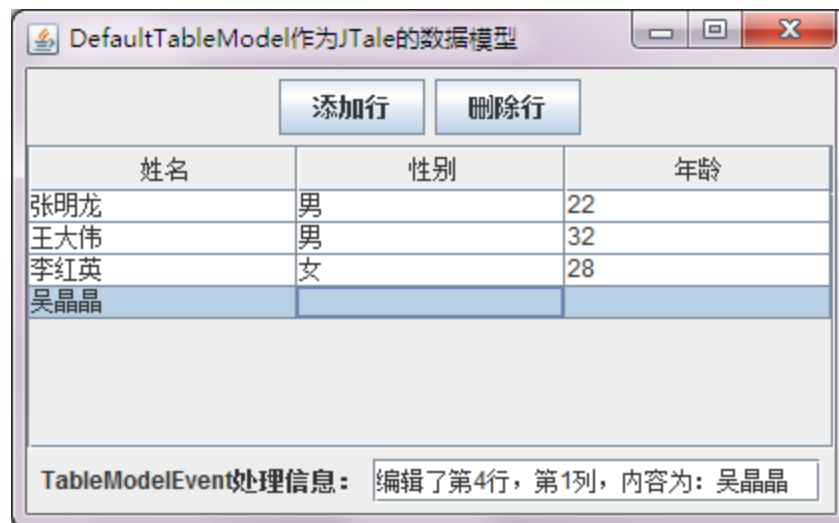 DefaultTableModel作为JTale的数据模型
添加行 删除行
姓名 性别 年龄
张明龙 男 22
王大伟 男 32
李红英 女 28
吴晶晶
TableModelEvent处理信息： 编辑了第4行，第1列，内容为：吴晶晶